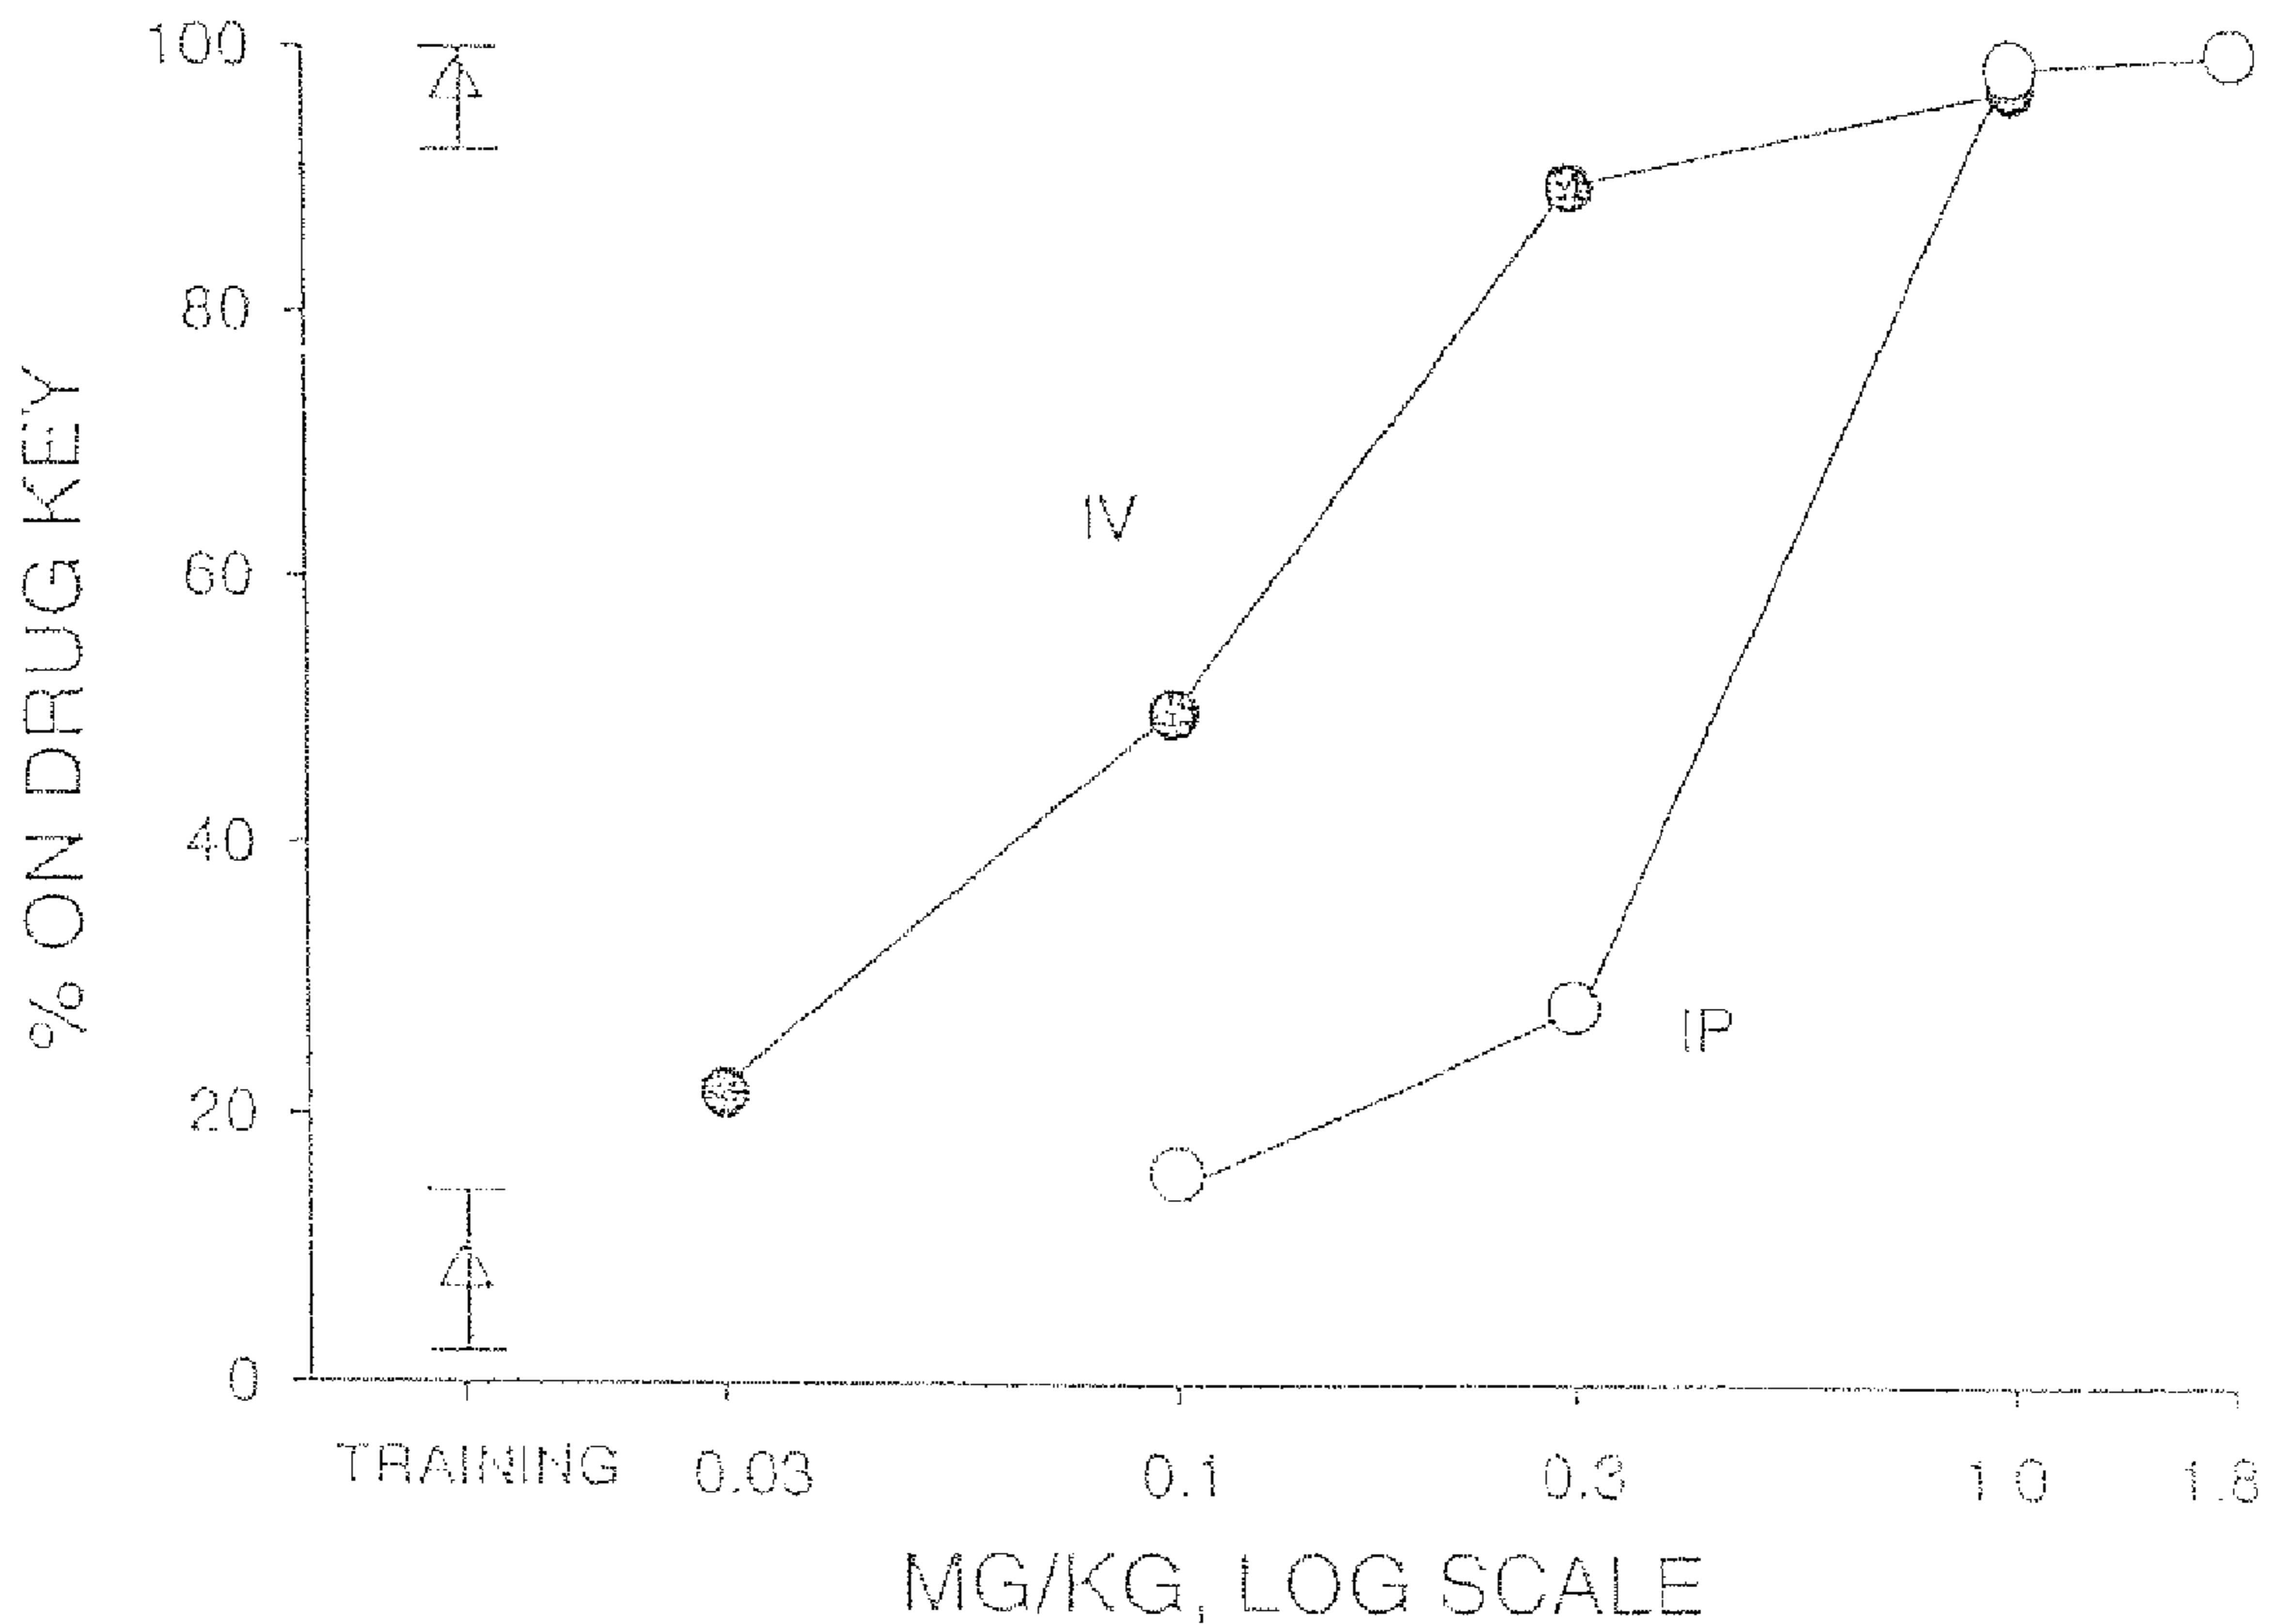 100
80
60
40
20
0
% ON DRUG KEY
IV
IP
TRAINING 0.03 0.1 0.3 1.0 1.8
MG/KG, LOG SCALE